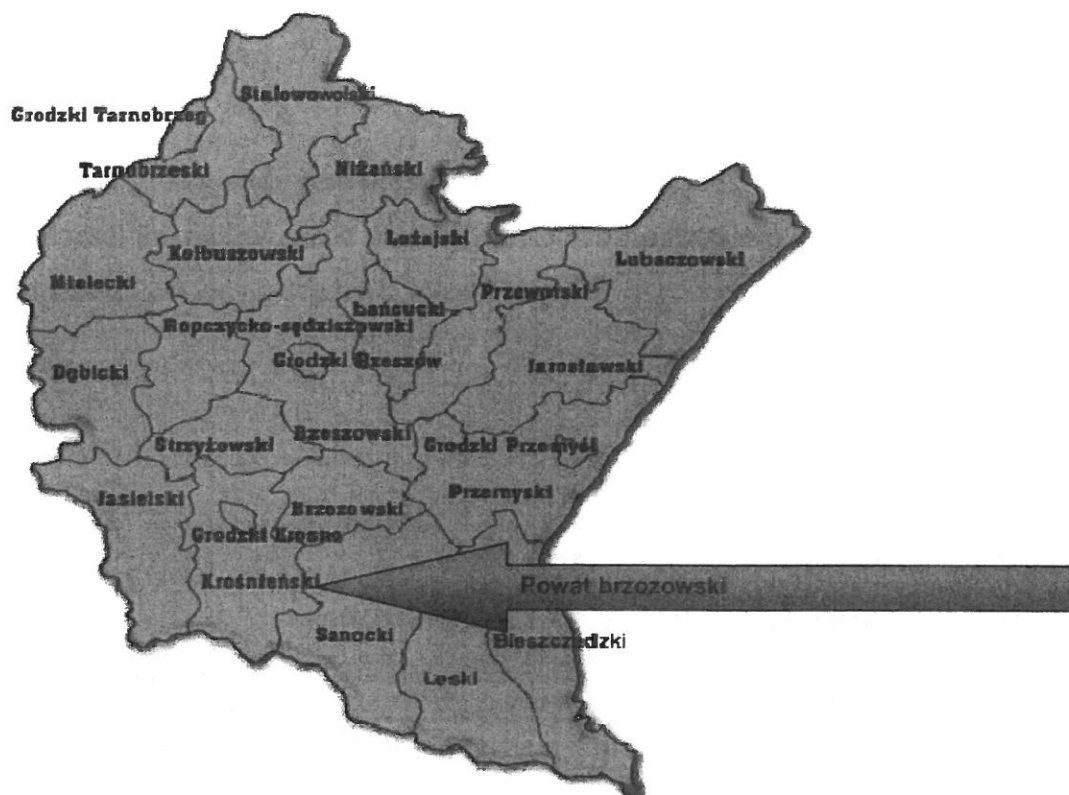 Stalowowolski
Grodzki Tarnobrzeg
Tarnobrzeski
Niżański
Leżajski
Kolbuszowski
Lubaczowski
Mielecki
Przeworski
Łańcucki
Ropczycko-sędziszowski
Grodzki Rzeszów
Jarosławski
Dębicki
Rzeszowski
Strzyżowski
Grodzki Przemyśl
Przemyski
Jasielski
Brzozowski
Grodzki Krosno
Krośnieński
Powat brzozowski
Sanocki
Bieszczadzki
Leski